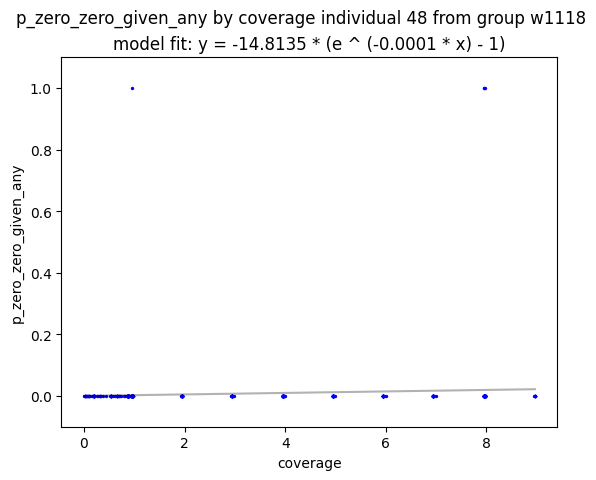 p_zero_zero_given_any by coverage individual 48 from group w1118
model fit: y = -14.8135 * (e ^ (-0.0001 * x) - 1)
1.0
0.8
0.6
0.4
0.2
0.0
p_zero_zero_given_any
0 2 4 6 8
coverage